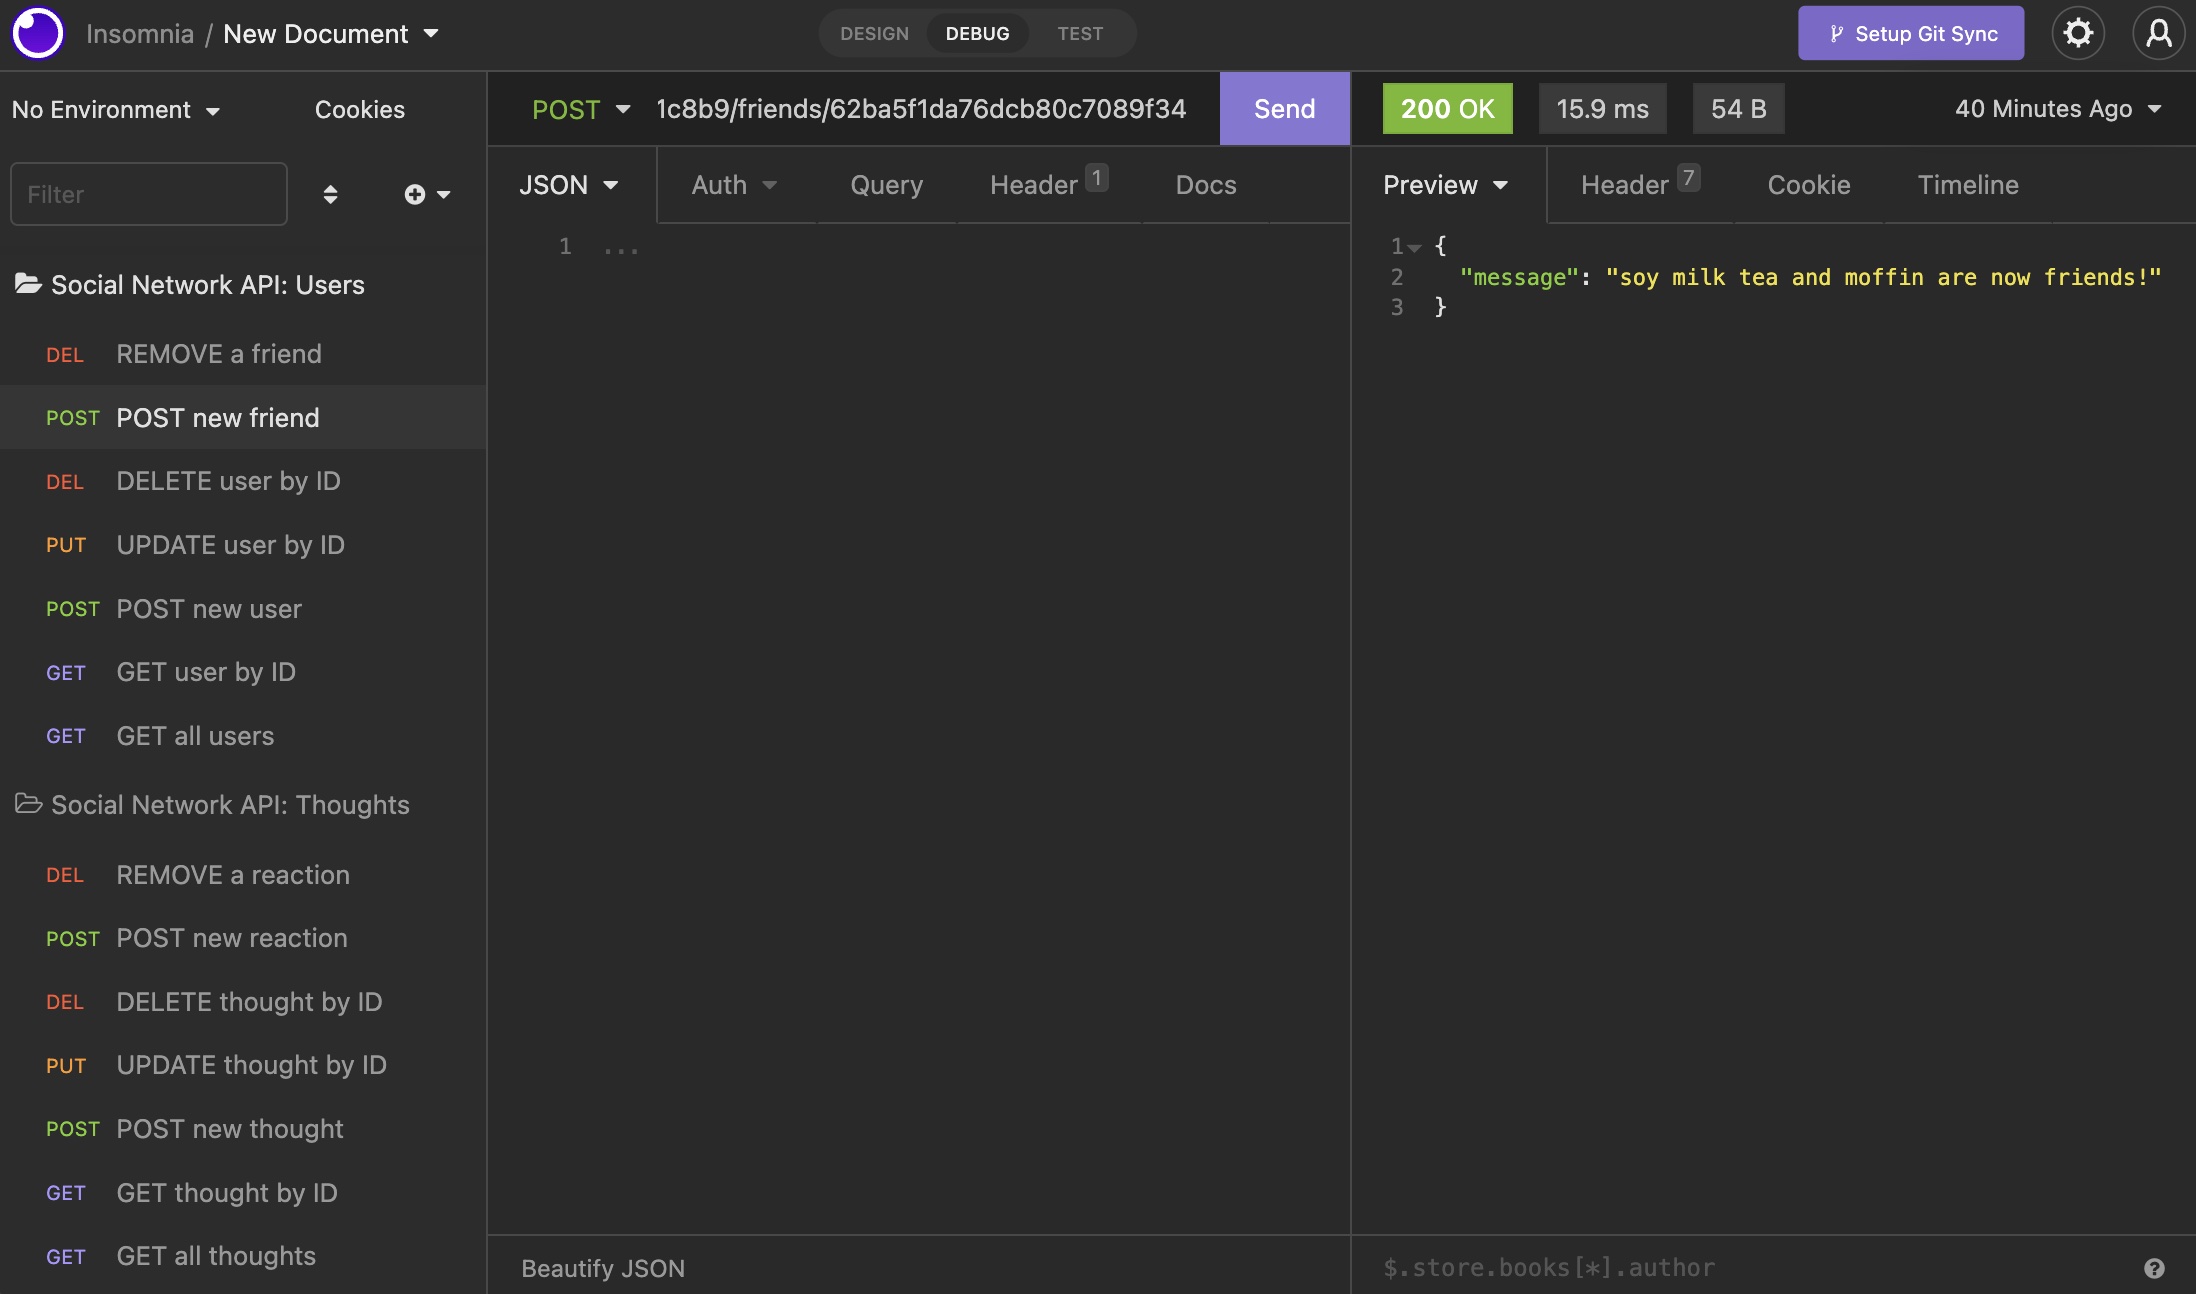 Insomnia / New Document
DESIGN DEBUG TEST
Setup Git Sync
No Environment Cookies
POST 1c8b9/friends/62ba5f1da76dcb80c7089f34 Send
200 OK 15.9 ms 54 B 40 Minutes Ago
Filter
JSON Auth Query Header 1 Docs
Preview Header 7 Cookie Timeline
1 ...
1 {
2 "message": "soy milk tea and moffin are now friends!"
3 }
Social Network API: Users
DEL REMOVE a friend
POST POST new friend
DEL DELETE user by ID
PUT UPDATE user by ID
POST POST new user
GET GET user by ID
GET GET all users
Social Network API: Thoughts
DEL REMOVE a reaction
POST POST new reaction
DEL DELETE thought by ID
PUT UPDATE thought by ID
POST POST new thought
GET GET thought by ID
GET GET all thoughts
Beautify JSON
$.store.books[*].author
?